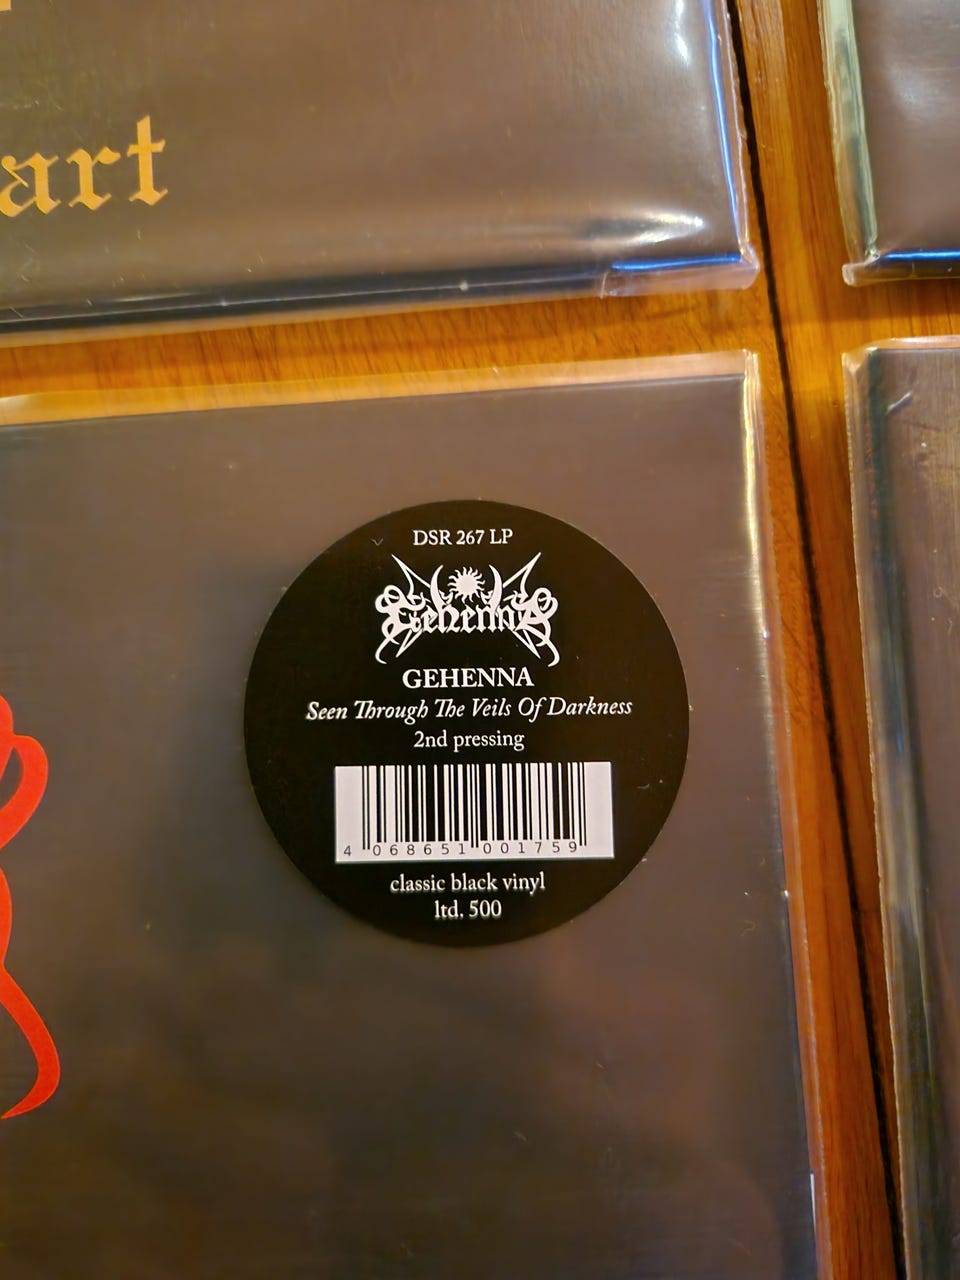 art
DSR 267 LP
Gehenna
GEHENNA
Seen Through The Veils Of Darkness
2nd pressing
4 068651 001759
classic black vinyl
ltd. 500